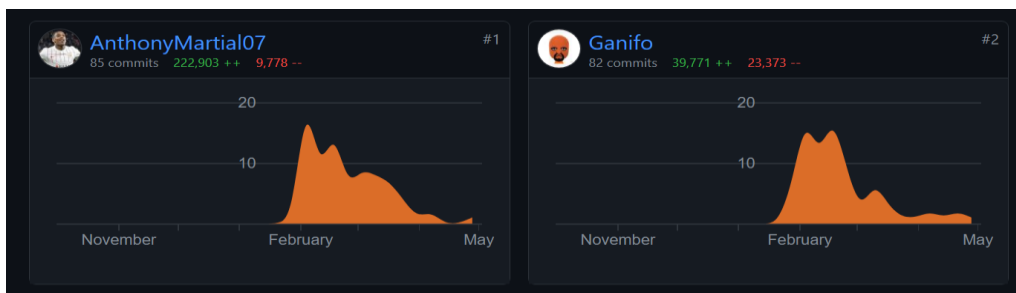 AnthonyMartial07 #1
85 commits 222,903 ++ 9,778 --
20
10
November February May
Ganifo #2
82 commits 39,771 ++ 23,373 --
20
10
November February May